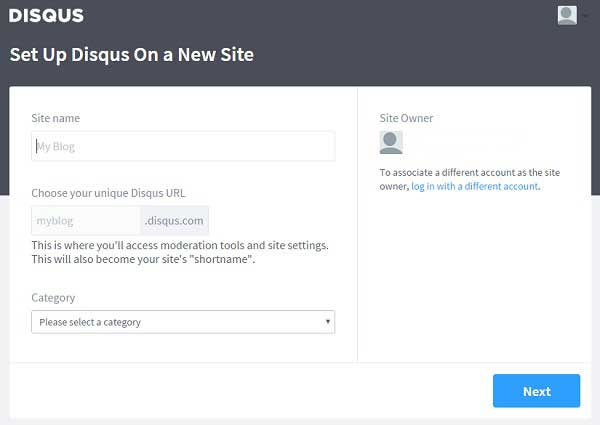 DISQUS
Set Up Disqus On a New Site
Site name
My Blog
Choose your unique Disqus URL
myblog
.disqus.com
This is where you'll access moderation tools and site settings.
This will also become your site's "shortname".
Category
Please select a category
Site Owner
To associate a different account as the site
owner, log in with a different account.
Next